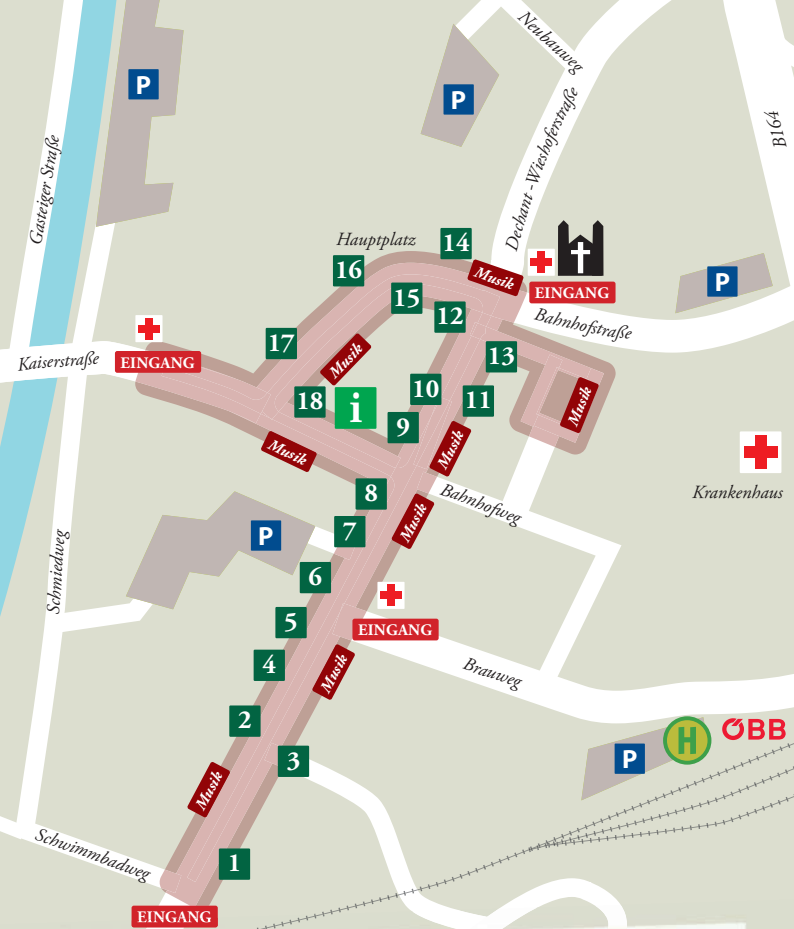 Neubauweg
P
P
Dechant-Wieshoferstraße
B164
Gasteiger Straße
Hauptplatz
14
16
Musik
EINGANG
P
15
12
Bahnhofstraße
17
Kaiserstraße
EINGANG
Musik
13
10
18
i
11
Musik
9
Musik
Musik
8
Bahnhofweg
Krankenhaus
7
P
Musik
Schmiedweg
6
5
EINGANG
4
Musik
Brauweg
2
3
P
H
ÖBB
Musik
Schwimmbadweg
1
EINGANG